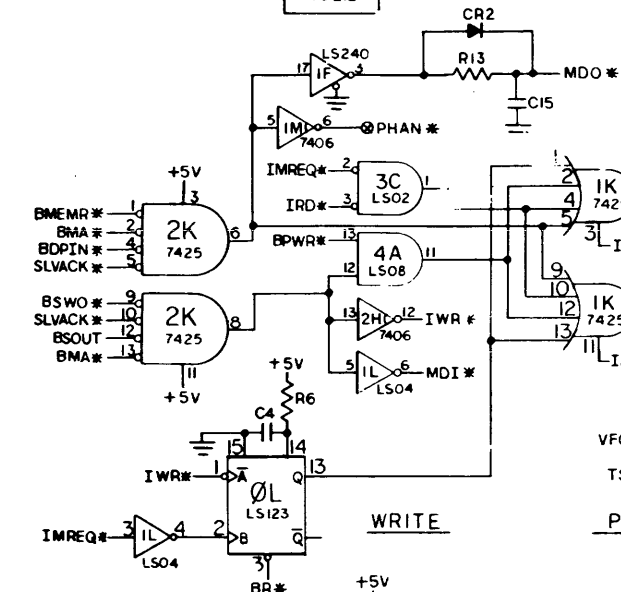 CR2
LS240
17 1F 3
R13
MDO*
C15
5 1M 6
7406
PHAN*
+5V
3
IMREQ* 2
3C
LS02
1
IRD* 3
BMEMR* 1
BMA* 2
BDPIN* 4
SLVACK* 5
2K
7425
6
BPWR* 13
12
4A
LS08
11
1
2
4
5
1K
3
BSWO* 9
SLVACK* 10
BSOUT 12
BMA* 13
2K
7425
8
11
+5V
13 12
7406
IWR*
5 1L 6
LS04
MDI*
9
10
12
13
1K
7425
11
+5V
R6
C4
15
14
IWR* 1
A
Q
13
ØL
LS123
IMREQ* 3 1L 4
LS04
2
B
Q
3
BR*
WRITE
+5V